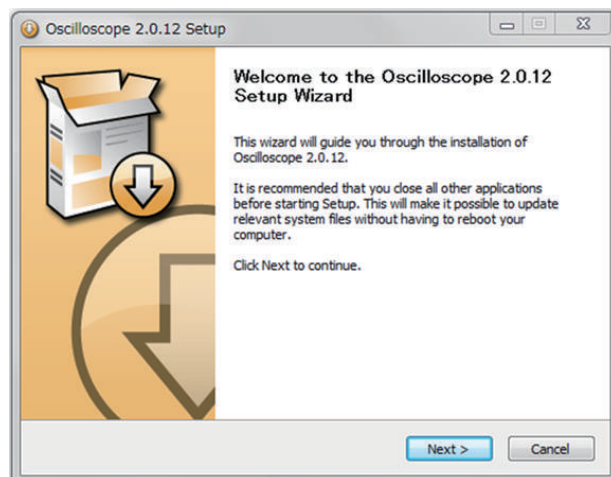 Oscilloscope 2.0.12 Setup
Welcome to the Oscilloscope 2.0.12
Setup Wizard
This wizard will guide you through the installation of
Oscilloscope 2.0.12.
It is recommended that you close all other applications
before starting Setup. This will make it possible to update
relevant system files without having to reboot your
computer.
Click Next to continue.
Next >
Cancel